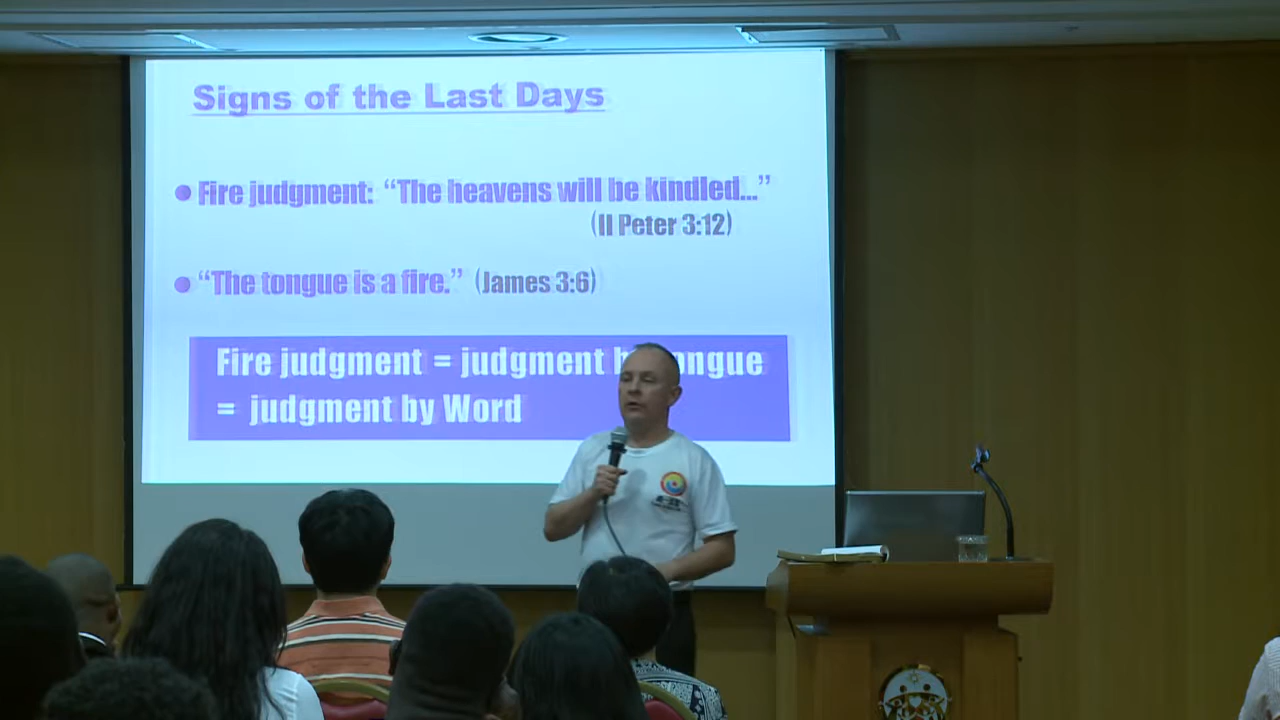 Signs of the Last Days
● Fire judgment: “The heavens will be kindled...”
(II Peter 3:12)
● “The tongue is a fire.” (James 3:6)
Fire judgment = judgment
= judgment by Word